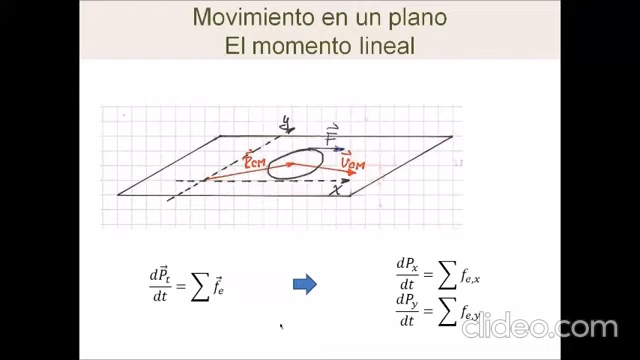 Movimiento en un plano
El momento lineal
y
F⃗
r⃗CM
V⃗CM
x
dP⃗t/dt = ∑ f⃗e
dPx/dt = ∑ fe,x
dPy/dt = ∑ fe,y
clideo.com